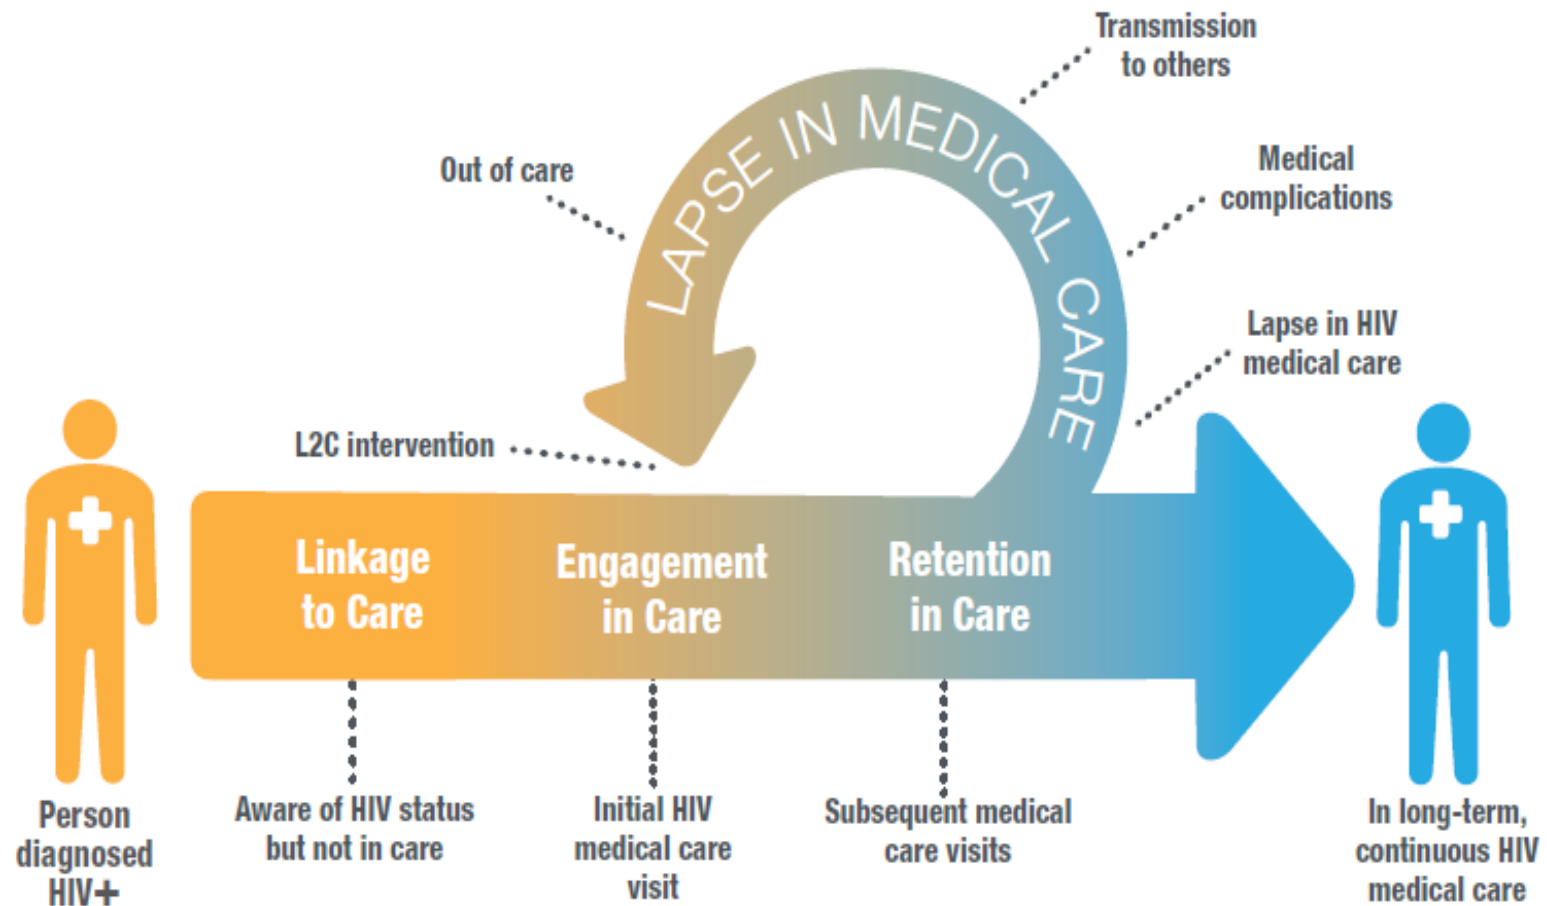 Transmission
to others
Medical
complications
Out of care
LAPSE IN MEDICAL CARE
Lapse in HIV
medical care
L2C intervention
Linkage
to Care
Engagement
in Care
Retention
in Care
Person
diagnosed
HIV+
Aware of HIV status
but not in care
Initial HIV
medical care
visit
Subsequent medical
care visits
In long-term,
continuous HIV
medical care